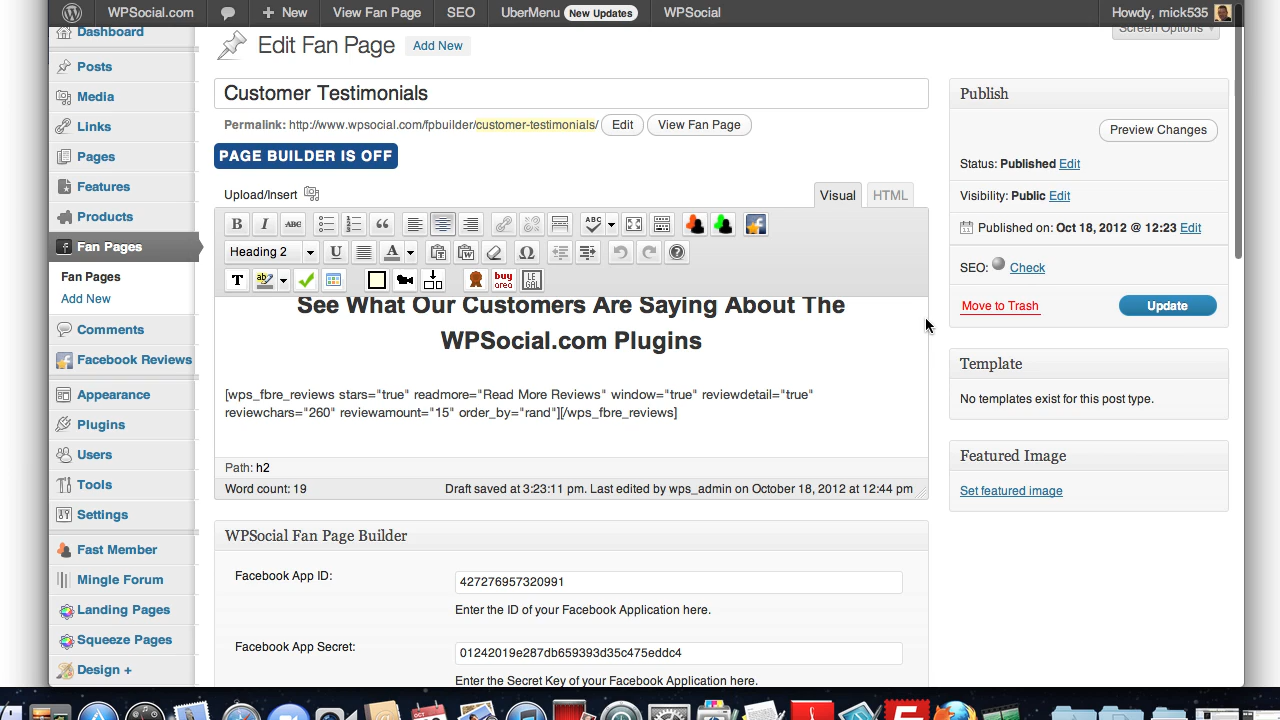 WPSocial.com
+ New
View Fan Page
SEO
UberMenu New Updates
WPSocial
Howdy, mick535
Dashboard
Posts
Media
Links
Pages
Features
Products
Fan Pages
Fan Pages
Add New
Comments
Facebook Reviews
Appearance
Plugins
Users
Tools
Settings
Fast Member
Mingle Forum
Landing Pages
Squeeze Pages
Design +
Edit Fan Page Add New
Screen Options
Customer Testimonials
Permalink: http://www.wpsocial.com/fpbuilder/customer-testimonials/ Edit View Fan Page
PAGE BUILDER IS OFF
Upload/Insert
Visual HTML
B I ABC ABC
Heading 2 U A Ω
T ab buy area LE GAL
See What Our Customers Are Saying About The
WPSocial.com Plugins
[wps_fbre_reviews stars="true" readmore="Read More Reviews" window="true" reviewdetail="true"
reviewchars="260" reviewamount="15" order_by="rand"][/wps_fbre_reviews]
Path: h2
Word count: 19 Draft saved at 3:23:11 pm. Last edited by wps_admin on October 18, 2012 at 12:44 pm
WPSocial Fan Page Builder
Facebook App ID:
427276957320991
Enter the ID of your Facebook Application here.
Facebook App Secret:
01242019e287db659393d35c475eddc4
Enter the Secret Key of your Facebook Application here.
Publish
Preview Changes
Status: Published Edit
Visibility: Public Edit
Published on: Oct 18, 2012 @ 12:23 Edit
SEO: Check
Move to Trash Update
Template
No templates exist for this post type.
Featured Image
Set featured image